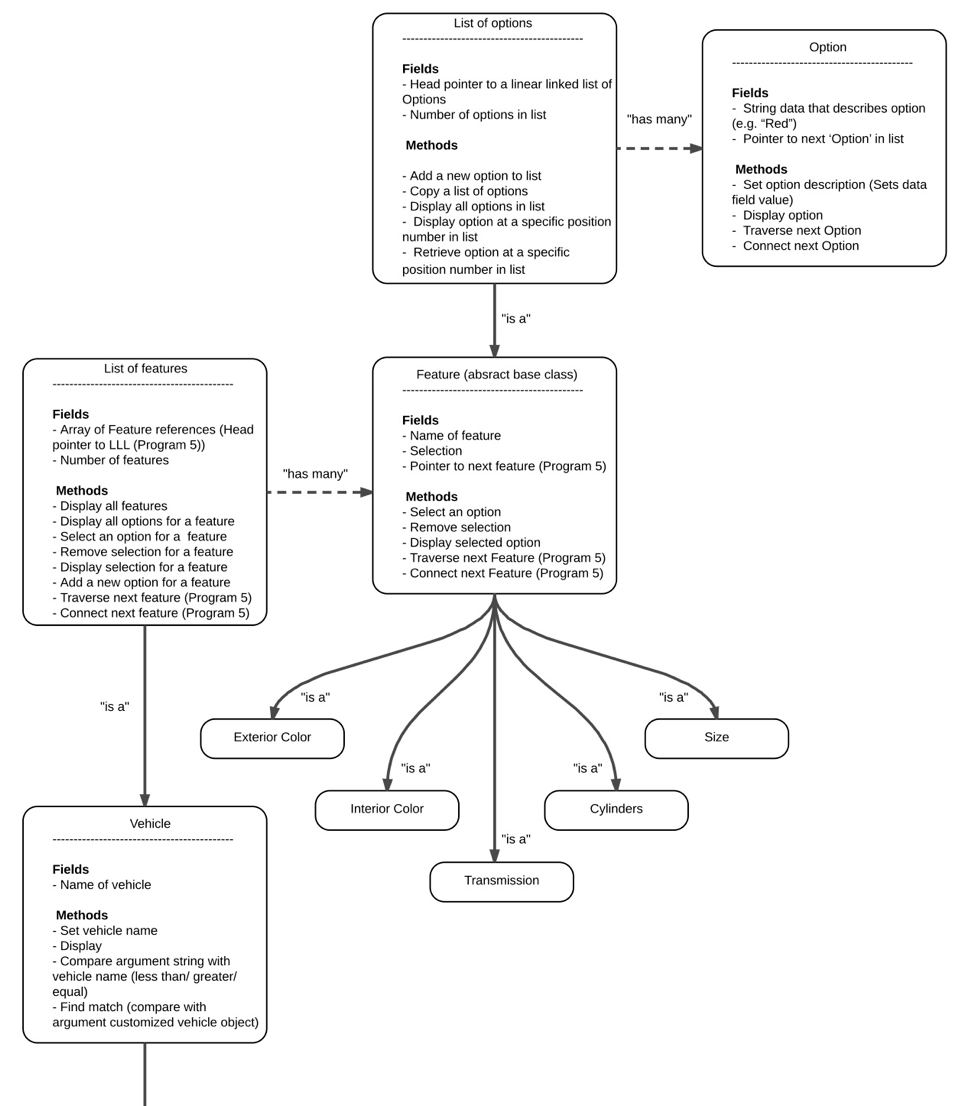 List of options
-------------------------------------------
Fields
- Head pointer to a linear linked list of
Options
- Number of options in list
Methods
- Add a new option to list
- Copy a list of options
- Display all options in list
-  Display option at a specific position
number in list
-  Retrieve option at a specific
position number in list
"has many"
Option
-------------------------------------------
Fields
-  String data that describes option
(e.g. “Red”)
-  Pointer to next ‘Option’ in list
Methods
-  Set option description (Sets data
field value)
-  Display option
-  Traverse next Option
-  Connect next Option
"is a"
List of features
-------------------------------------------
Fields
- Array of Feature references (Head
pointer to LLL (Program 5))
- Number of features
Methods
- Display all features
- Display all options for a feature
- Select an option for a  feature
- Remove selection for a feature
- Display selection for a feature
- Add a new option for a feature
- Traverse next feature (Program 5)
- Connect next feature (Program 5)
"has many"
Feature (absract base class)
-------------------------------------------
Fields
- Name of feature
- Selection
- Pointer to next feature (Program 5)
Methods
- Select an option
- Remove selection
- Display selected option
- Traverse next Feature (Program 5)
- Connect next Feature (Program 5)
"is a"
"is a"
"is a"
Exterior Color
Size
"is a"
"is a"
Interior Color
Cylinders
"is a"
Transmission
Vehicle
-------------------------------------------
Fields
- Name of vehicle
Methods
- Set vehicle name
- Display
- Compare argument string with
vehicle name (less than/ greater/
equal)
- Find match (compare with
argument customized vehicle object)